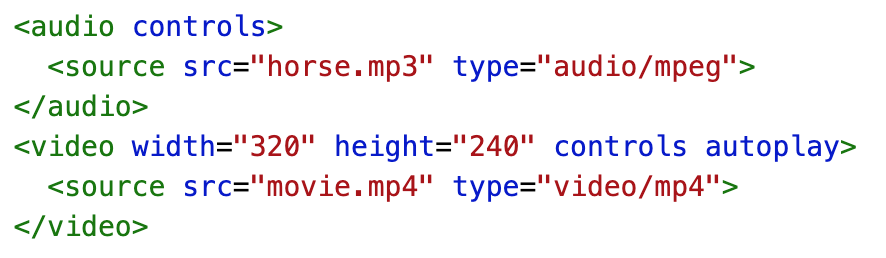 <audio controls>
  <source src="horse.mp3" type="audio/mpeg">
</audio>
<video width="320" height="240" controls autoplay>
  <source src="movie.mp4" type="video/mp4">
</video>